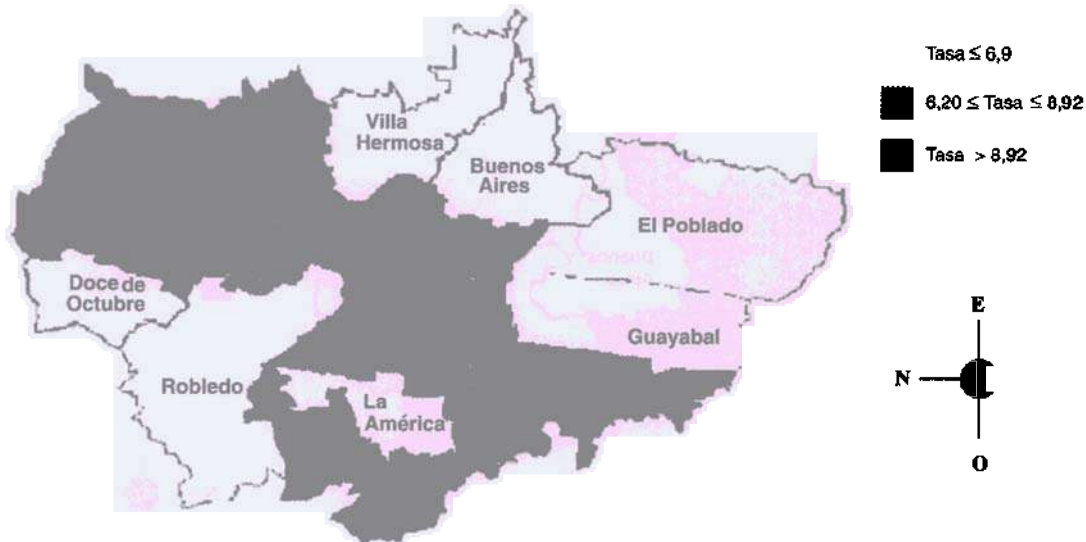 Tasa ≤ 6,9
6,20 ≤ Tasa ≤ 8,92
Tasa > 8,92
Villa
Hermosa
Buenos
Aires
El Poblado
Doce de
Octubre
Guayabal
Robledo
La
América
E
N
O